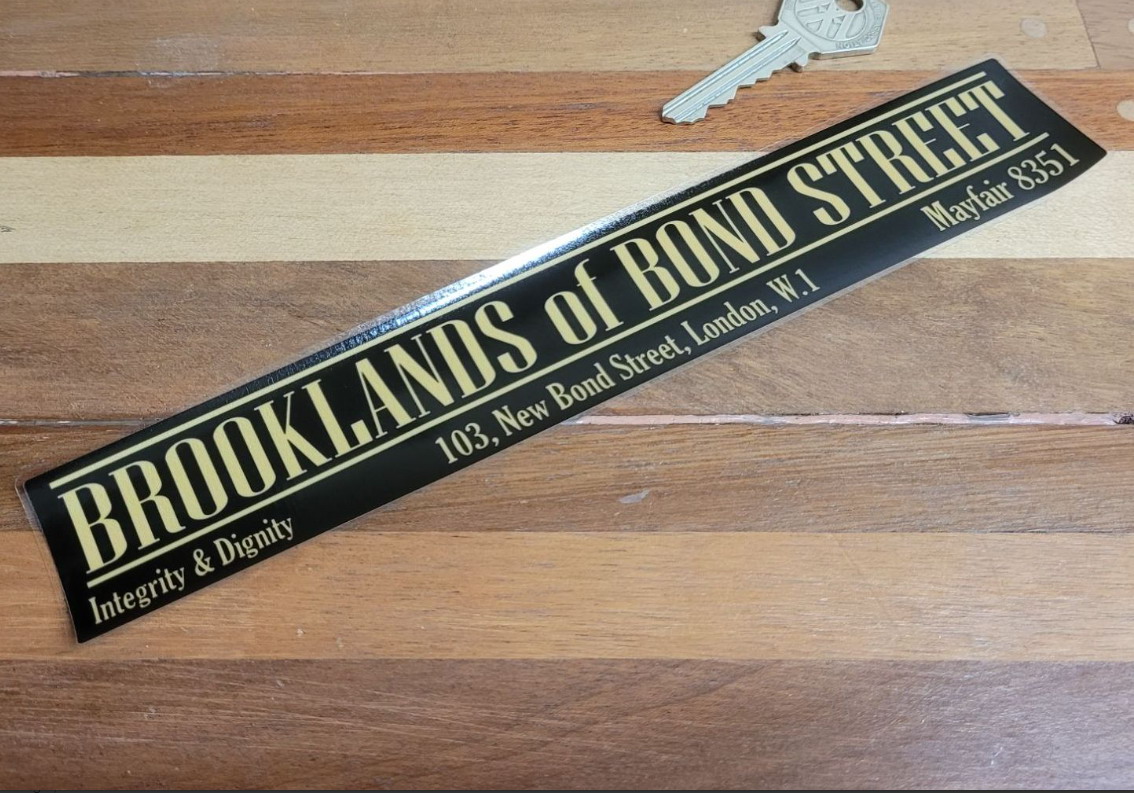 BROOKLANDS of BOND STREET
Integrity & Dignity 103, New Bond Street, London, W.1 Mayfair 8351